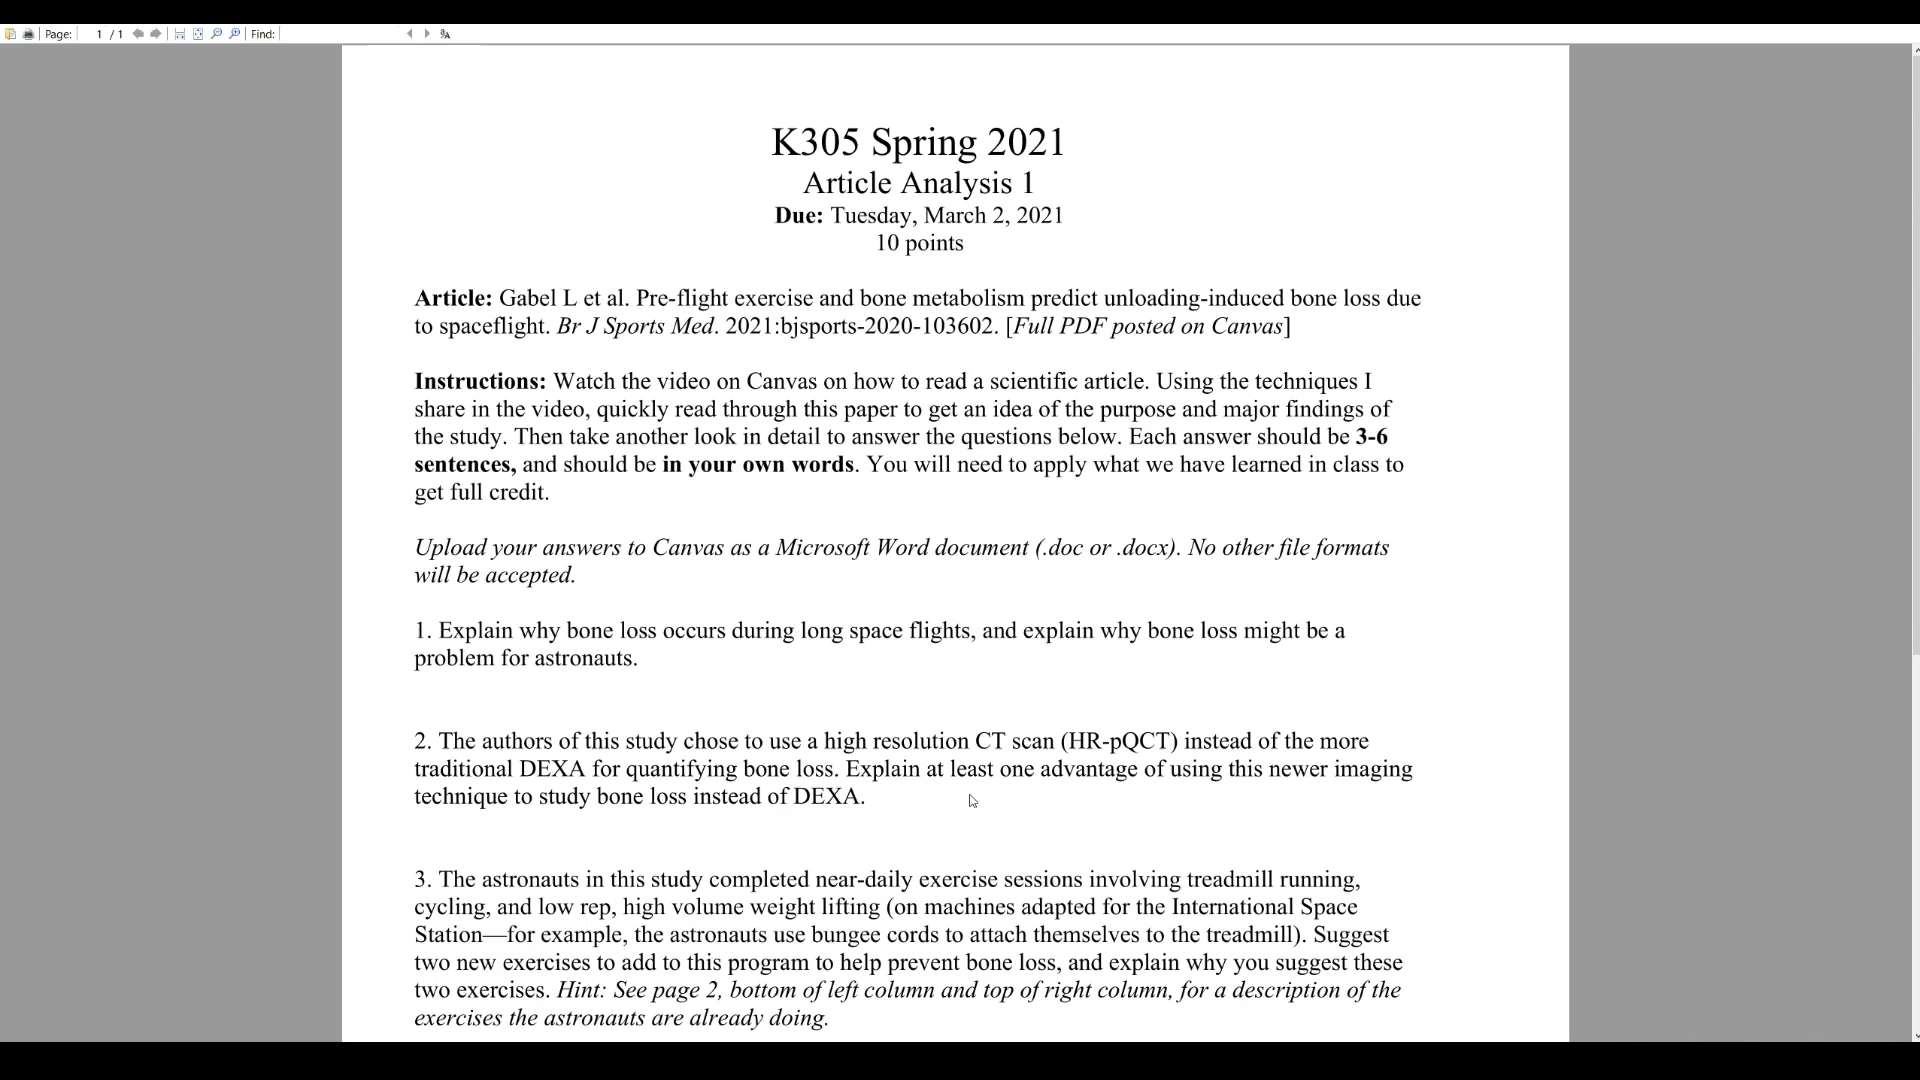 Page: 1 / 1 Find:
K305 Spring 2021
Article Analysis 1
Due: Tuesday, March 2, 2021
10 points
Article: Gabel L et al. Pre-flight exercise and bone metabolism predict unloading-induced bone loss due
to spaceflight. Br J Sports Med. 2021:bjsports-2020-103602. [Full PDF posted on Canvas]
Instructions: Watch the video on Canvas on how to read a scientific article. Using the techniques I
share in the video, quickly read through this paper to get an idea of the purpose and major findings of
the study. Then take another look in detail to answer the questions below. Each answer should be 3-6
sentences, and should be in your own words. You will need to apply what we have learned in class to
get full credit.
Upload your answers to Canvas as a Microsoft Word document (.doc or .docx). No other file formats
will be accepted.
1. Explain why bone loss occurs during long space flights, and explain why bone loss might be a
problem for astronauts.
2. The authors of this study chose to use a high resolution CT scan (HR-pQCT) instead of the more
traditional DEXA for quantifying bone loss. Explain at least one advantage of using this newer imaging
technique to study bone loss instead of DEXA.
3. The astronauts in this study completed near-daily exercise sessions involving treadmill running,
cycling, and low rep, high volume weight lifting (on machines adapted for the International Space
Station—for example, the astronauts use bungee cords to attach themselves to the treadmill). Suggest
two new exercises to add to this program to help prevent bone loss, and explain why you suggest these
two exercises. Hint: See page 2, bottom of left column and top of right column, for a description of the
exercises the astronauts are already doing.